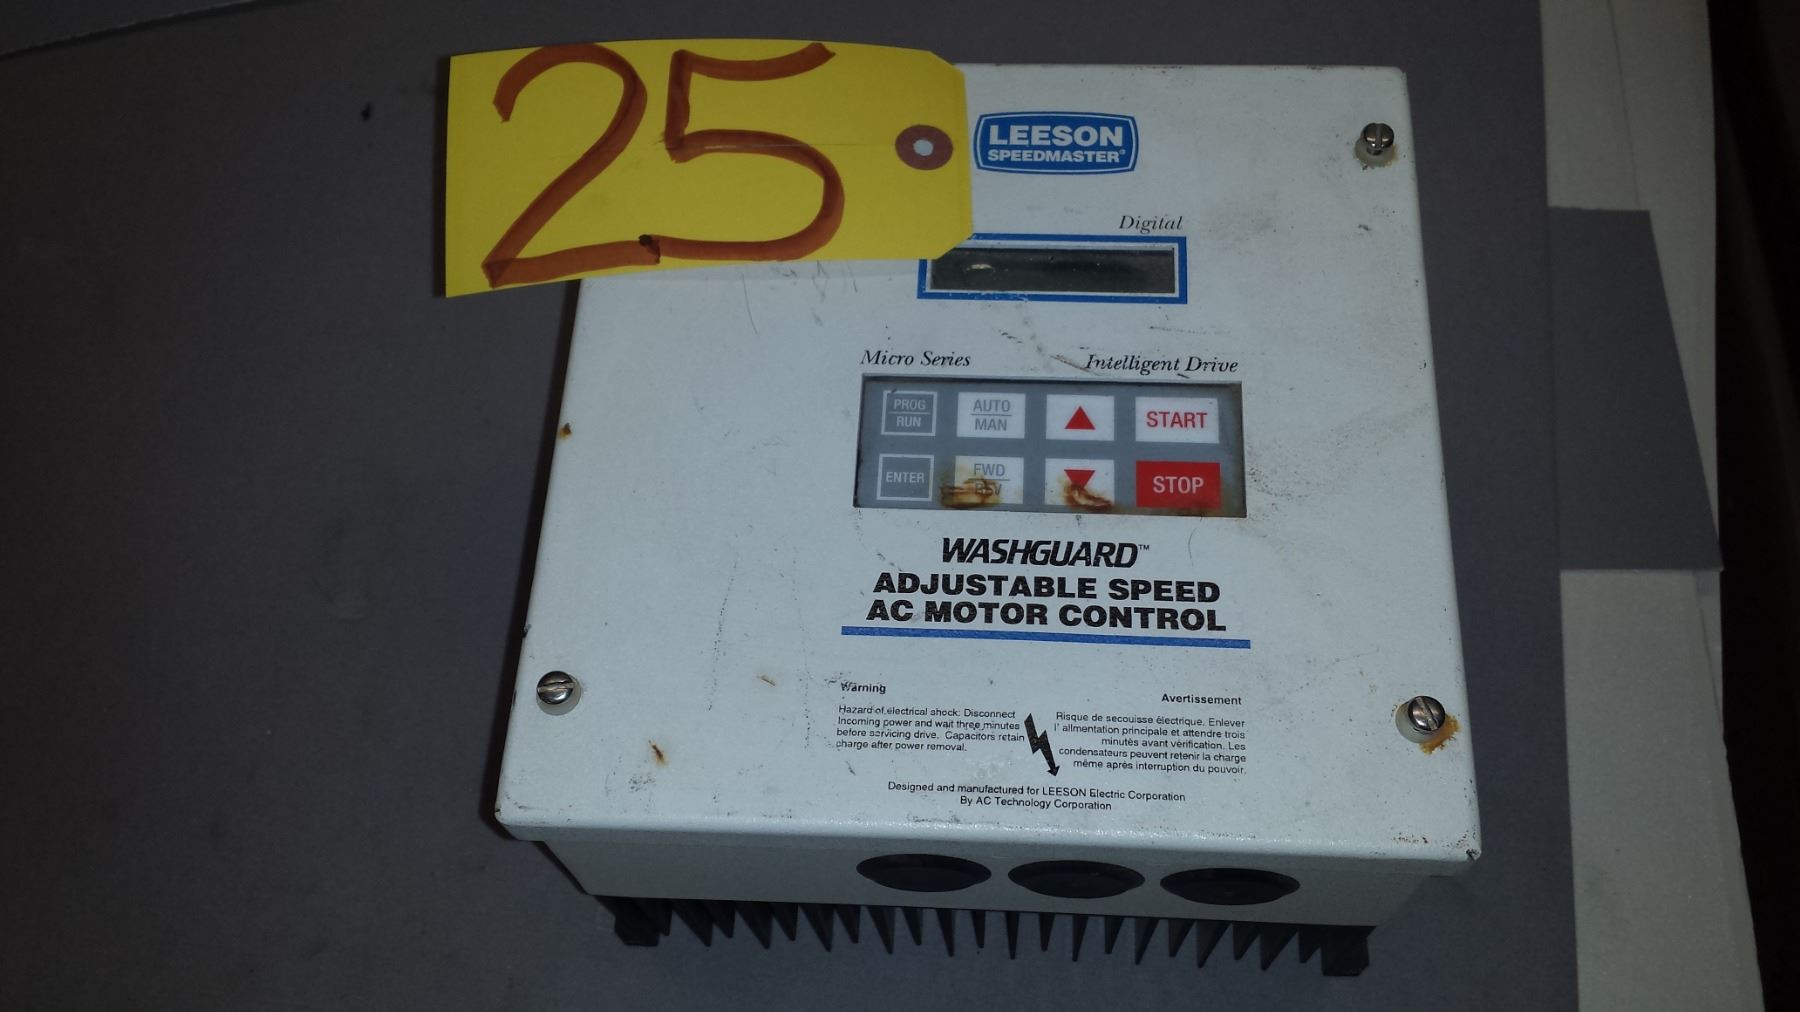 25
LEESON
SPEEDMASTER®
Digital
Micro Series
Intelligent Drive
PROG
RUN
AUTO
MAN
START
ENTER
FWD
REV
STOP
WASHGUARD™
ADJUSTABLE SPEED
AC MOTOR CONTROL
Warning
Hazard of electrical shock. Disconnect
Incoming power and wait three minutes
before servicing drive. Capacitors retain
charge after power removal.
Avertissement
Risque de secouisse électrique. Enlever
l' alimentation principale et attendre trois
minutès avant vérification. Les
condensateurs peuvent retenir la charge
même après interruption du pouvoir.
Designed and manufactured for LEESON Electric Corporation
By AC Technology Corporation